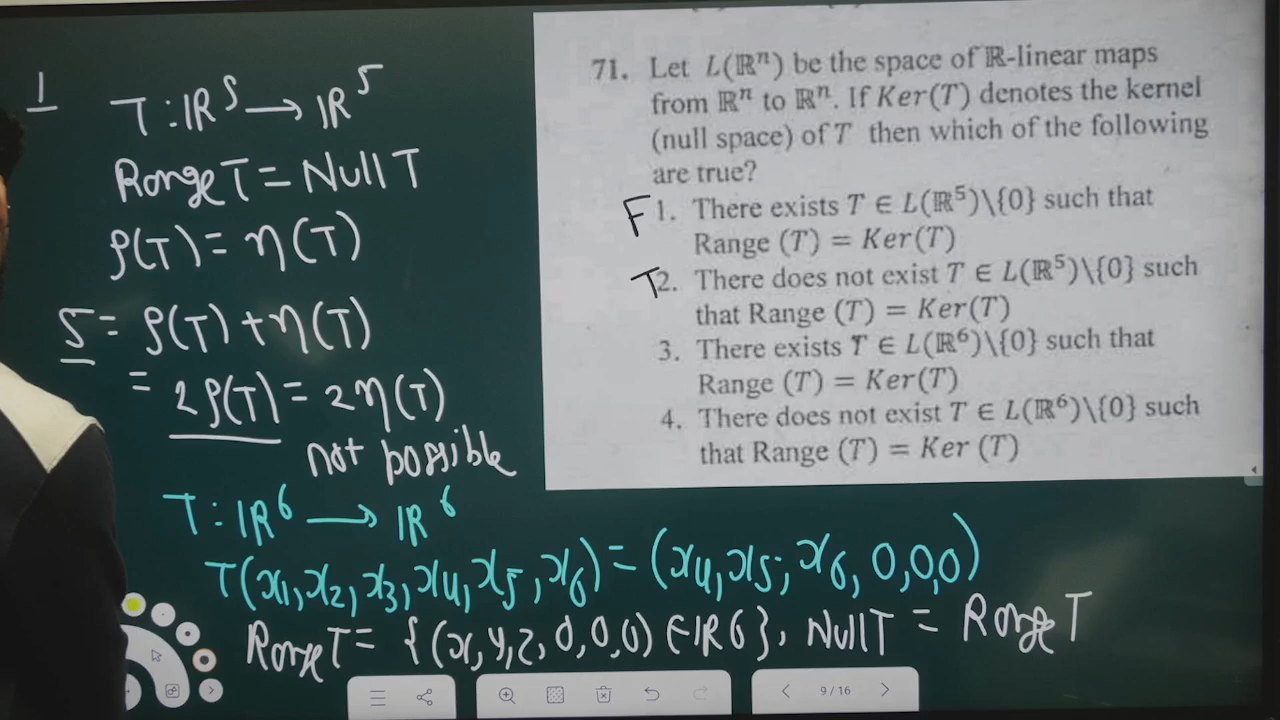 1
T : IR⁵ → IR⁵
Range T = Null T
ρ(T) = η(T)
5 = ρ(T) + η(T)
= 2ρ(T) = 2η(T)
not possible
T : IR⁶ → IR⁶
T(x1, x2, x3, x4, x5, x6) = (x4, x5, x6, 0,0,0)
Range T = {(x, y, z, 0, 0, 0) ∈ IR6}, Null T = Range T
71. Let L(ℝⁿ) be the space of ℝ-linear maps
from ℝⁿ to ℝⁿ. If Ker(T) denotes the kernel
(null space) of T then which of the following
are true?
F 1. There exists T ∈ L(ℝ⁵)\{0} such that
Range (T) = Ker(T)
T 2. There does not exist T ∈ L(ℝ⁵)\{0} such
that Range (T) = Ker(T)
3. There exists T ∈ L(ℝ⁶)\{0} such that
Range (T) = Ker(T)
4. There does not exist T ∈ L(ℝ⁶)\{0} such
that Range (T) = Ker (T)
9/16